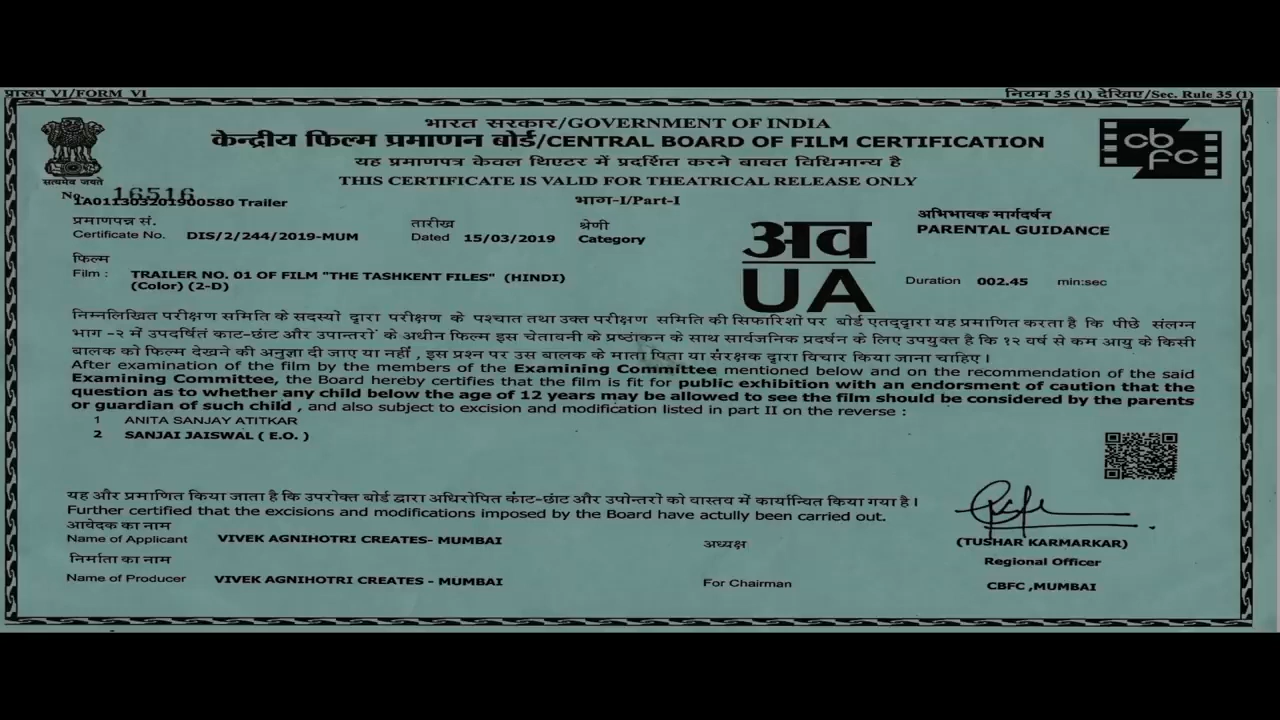 प्रारूप VI/FORM VI
नियम 35 (1) देखिए/Sec. Rule 35 (1)
भारत सरकार/GOVERNMENT OF INDIA
केन्द्रीय फिल्म प्रमाणन बोर्ड/CENTRAL BOARD OF FILM CERTIFICATION
यह प्रमाणपत्र केवल थिएटर में प्रदर्शित करने बाबत विधिमान्य है
THIS CERTIFICATE IS VALID FOR THEATRICAL RELEASE ONLY
सत्यमेव जयते
cbfc
No. 16516
1A011303201900580 Trailer
भाग-I/Part-I
प्रमाणपत्र सं.
Certificate No. DIS/2/244/2019-MUM
तारीख
Dated 15/03/2019
श्रेणी
Category
अव
UA
अभिभावक मार्गदर्षन
PARENTAL GUIDANCE
फिल्म
Film : TRAILER NO. 01 OF FILM "THE TASHKENT FILES" (HINDI)
(Color) (2-D)
Duration 002.45 min:sec
निम्नलिखित परीक्षण समिति के सदस्यों द्वारा परीक्षण के पश्चात तथा उक्त परीक्षण समिति की सिफारिशों पर बोर्ड एतद्द्वारा यह प्रमाणित करता है कि पीछे संलग्न
भाग -२ में उपदर्षित काट-छांट और उपान्तरों के अधीन फिल्म इस चेतावनी के प्रष्ठांकन के साथ सार्वजनिक प्रदर्षन के लिए उपयुक्त है कि १२ वर्ष से कम आयु के किसी
बालक को फिल्म देखने की अनुज्ञा दी जाए या नहीं , इस प्रश्न पर उस बालक के माता पिता या संरक्षक द्वारा विचार किया जाना चाहिए ।
After examination of the film by the members of the Examining Committee mentioned below and on the recommendation of the said
Examining Committee, the Board hereby certifies that the film is fit for public exhibition with an endorsment of caution that the
question as to whether any child below the age of 12 years may be allowed to see the film should be considered by the parents
or guardian of such child , and also subject to excision and modification listed in part II on the reverse :
1 ANITA SANJAY ATITKAR
2 SANJAI JAISWAL ( E.O. )
यह और प्रमाणित किया जाता है कि उपरोक्त बोर्ड द्वारा अधिरोपित कांट-छांट और उपोन्तरों को वास्तव में कार्यान्वित किया गया है ।
Further certified that the excisions and modifications imposed by the Board have actully been carried out.
आवेदक का नाम
Name of Applicant VIVEK AGNIHOTRI CREATES- MUMBAI
निर्माता का नाम
Name of Producer VIVEK AGNIHOTRI CREATES - MUMBAI
अध्यक्ष
For Chairman
(TUSHAR KARMARKAR)
Regional Officer
CBFC ,MUMBAI